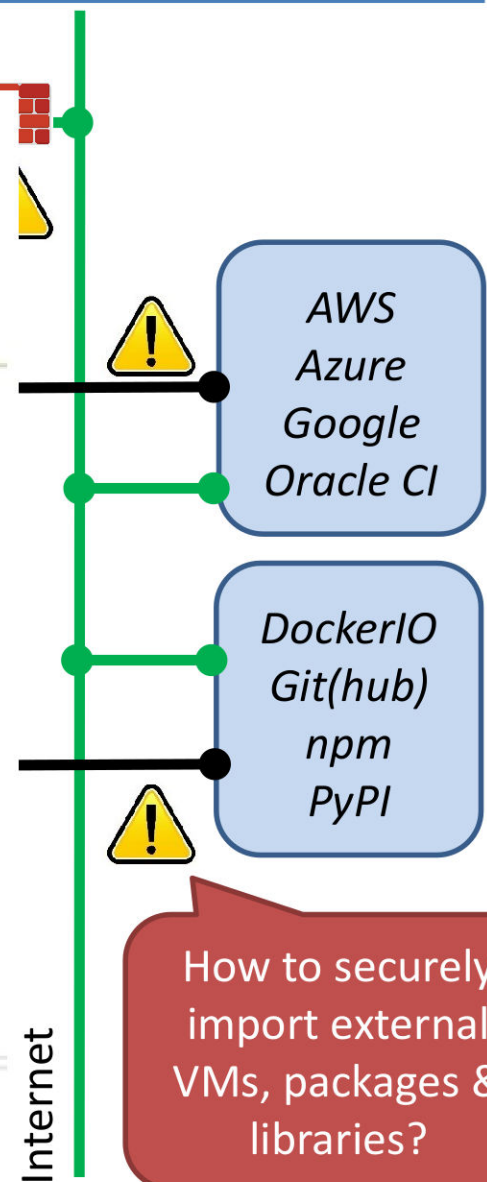 AWS
Azure
Google
Oracle CI
DockerIO
Git(hub)
npm
PyPI
How to securely
import external
VMs, packages &
libraries?
Internet